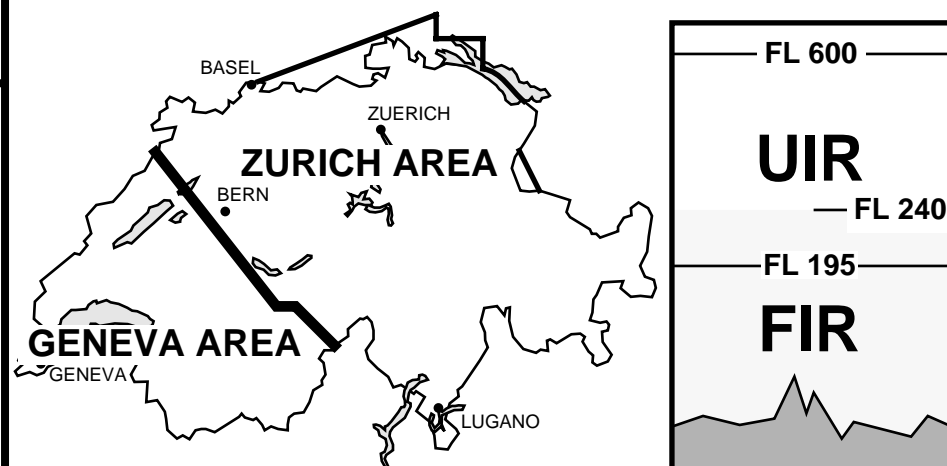 BASEL
ZUERICH
ZURICH AREA
BERN
GENEVA AREA
GENEVA
LUGANO
FL 600
UIR
FL 240
FL 195
FIR